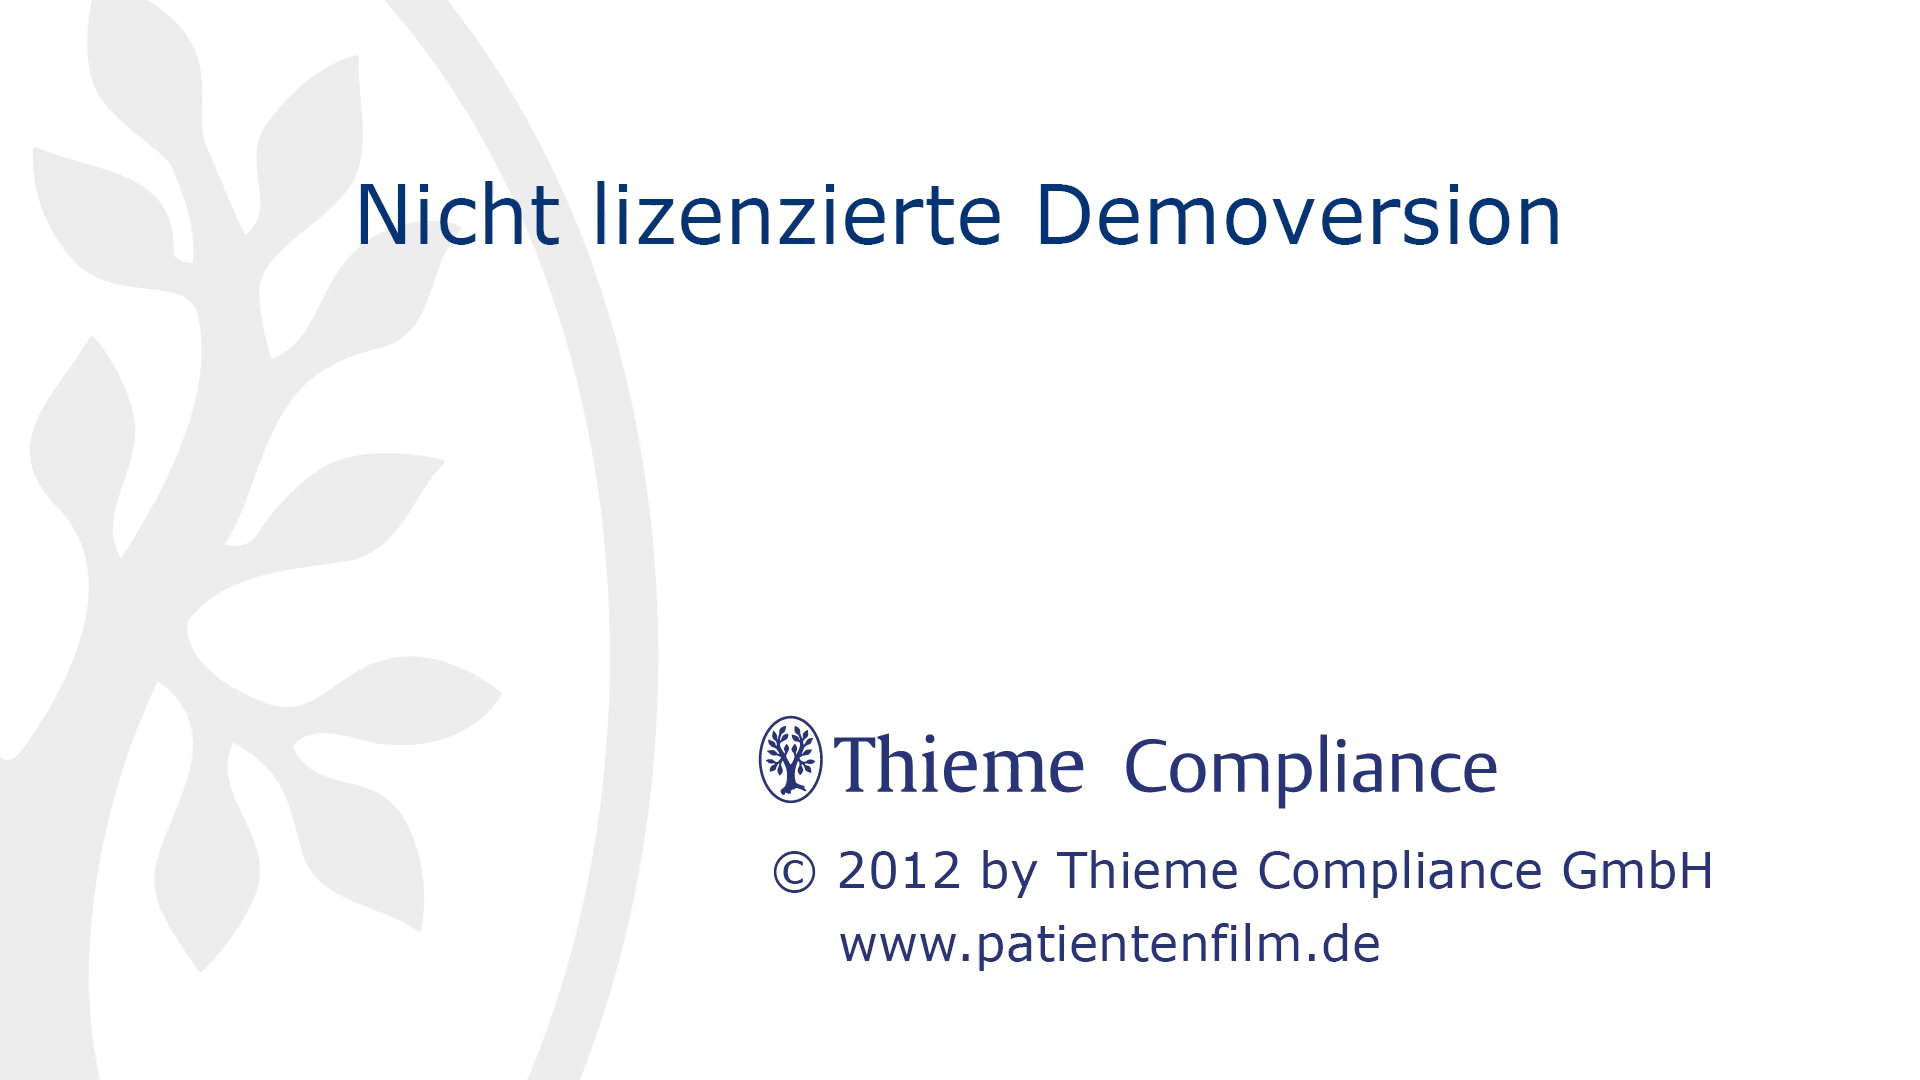 Nicht lizenzierte Demoversion
Thieme Compliance
© 2012 by Thieme Compliance GmbH
www.patientenfilm.de